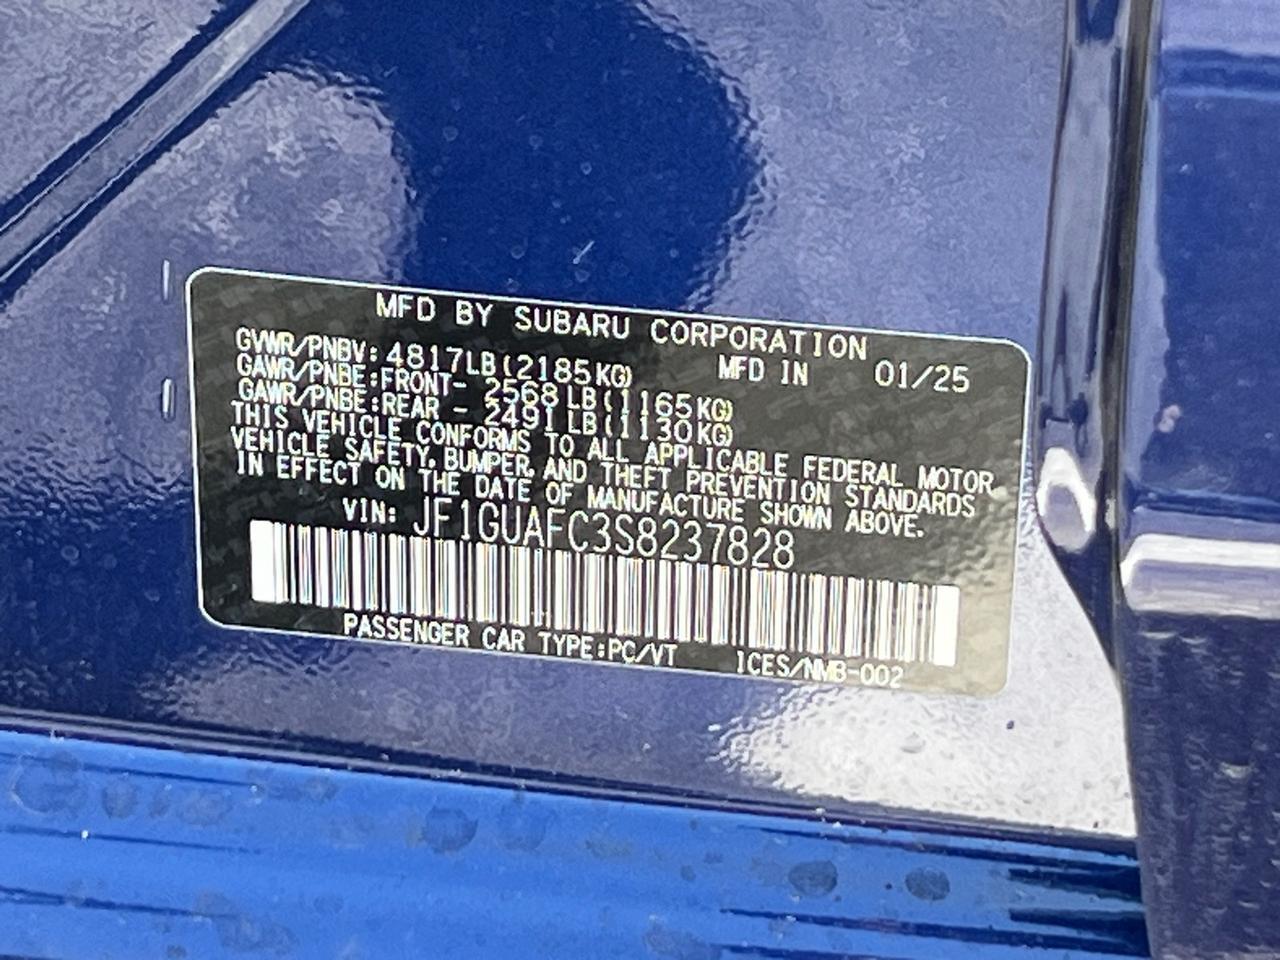 MFD BY SUBARU CORPORATION
GVWR/PNBV: 4817LB(2185KG) MFD IN 01/25
GAWR/PNBE:FRONT- 2568LB(1165KG)
GAWR/PNBE:REAR - 2491LB(1130KG)
THIS VEHICLE CONFORMS TO ALL APPLICABLE FEDERAL MOTOR
VEHICLE SAFETY, BUMPER, AND THEFT PREVENTION STANDARDS
IN EFFECT ON THE DATE OF MANUFACTURE SHOWN ABOVE.
VIN: JF1GUAFC3S8237828
PASSENGER CAR TYPE:PC/VT ICES/NMB-002